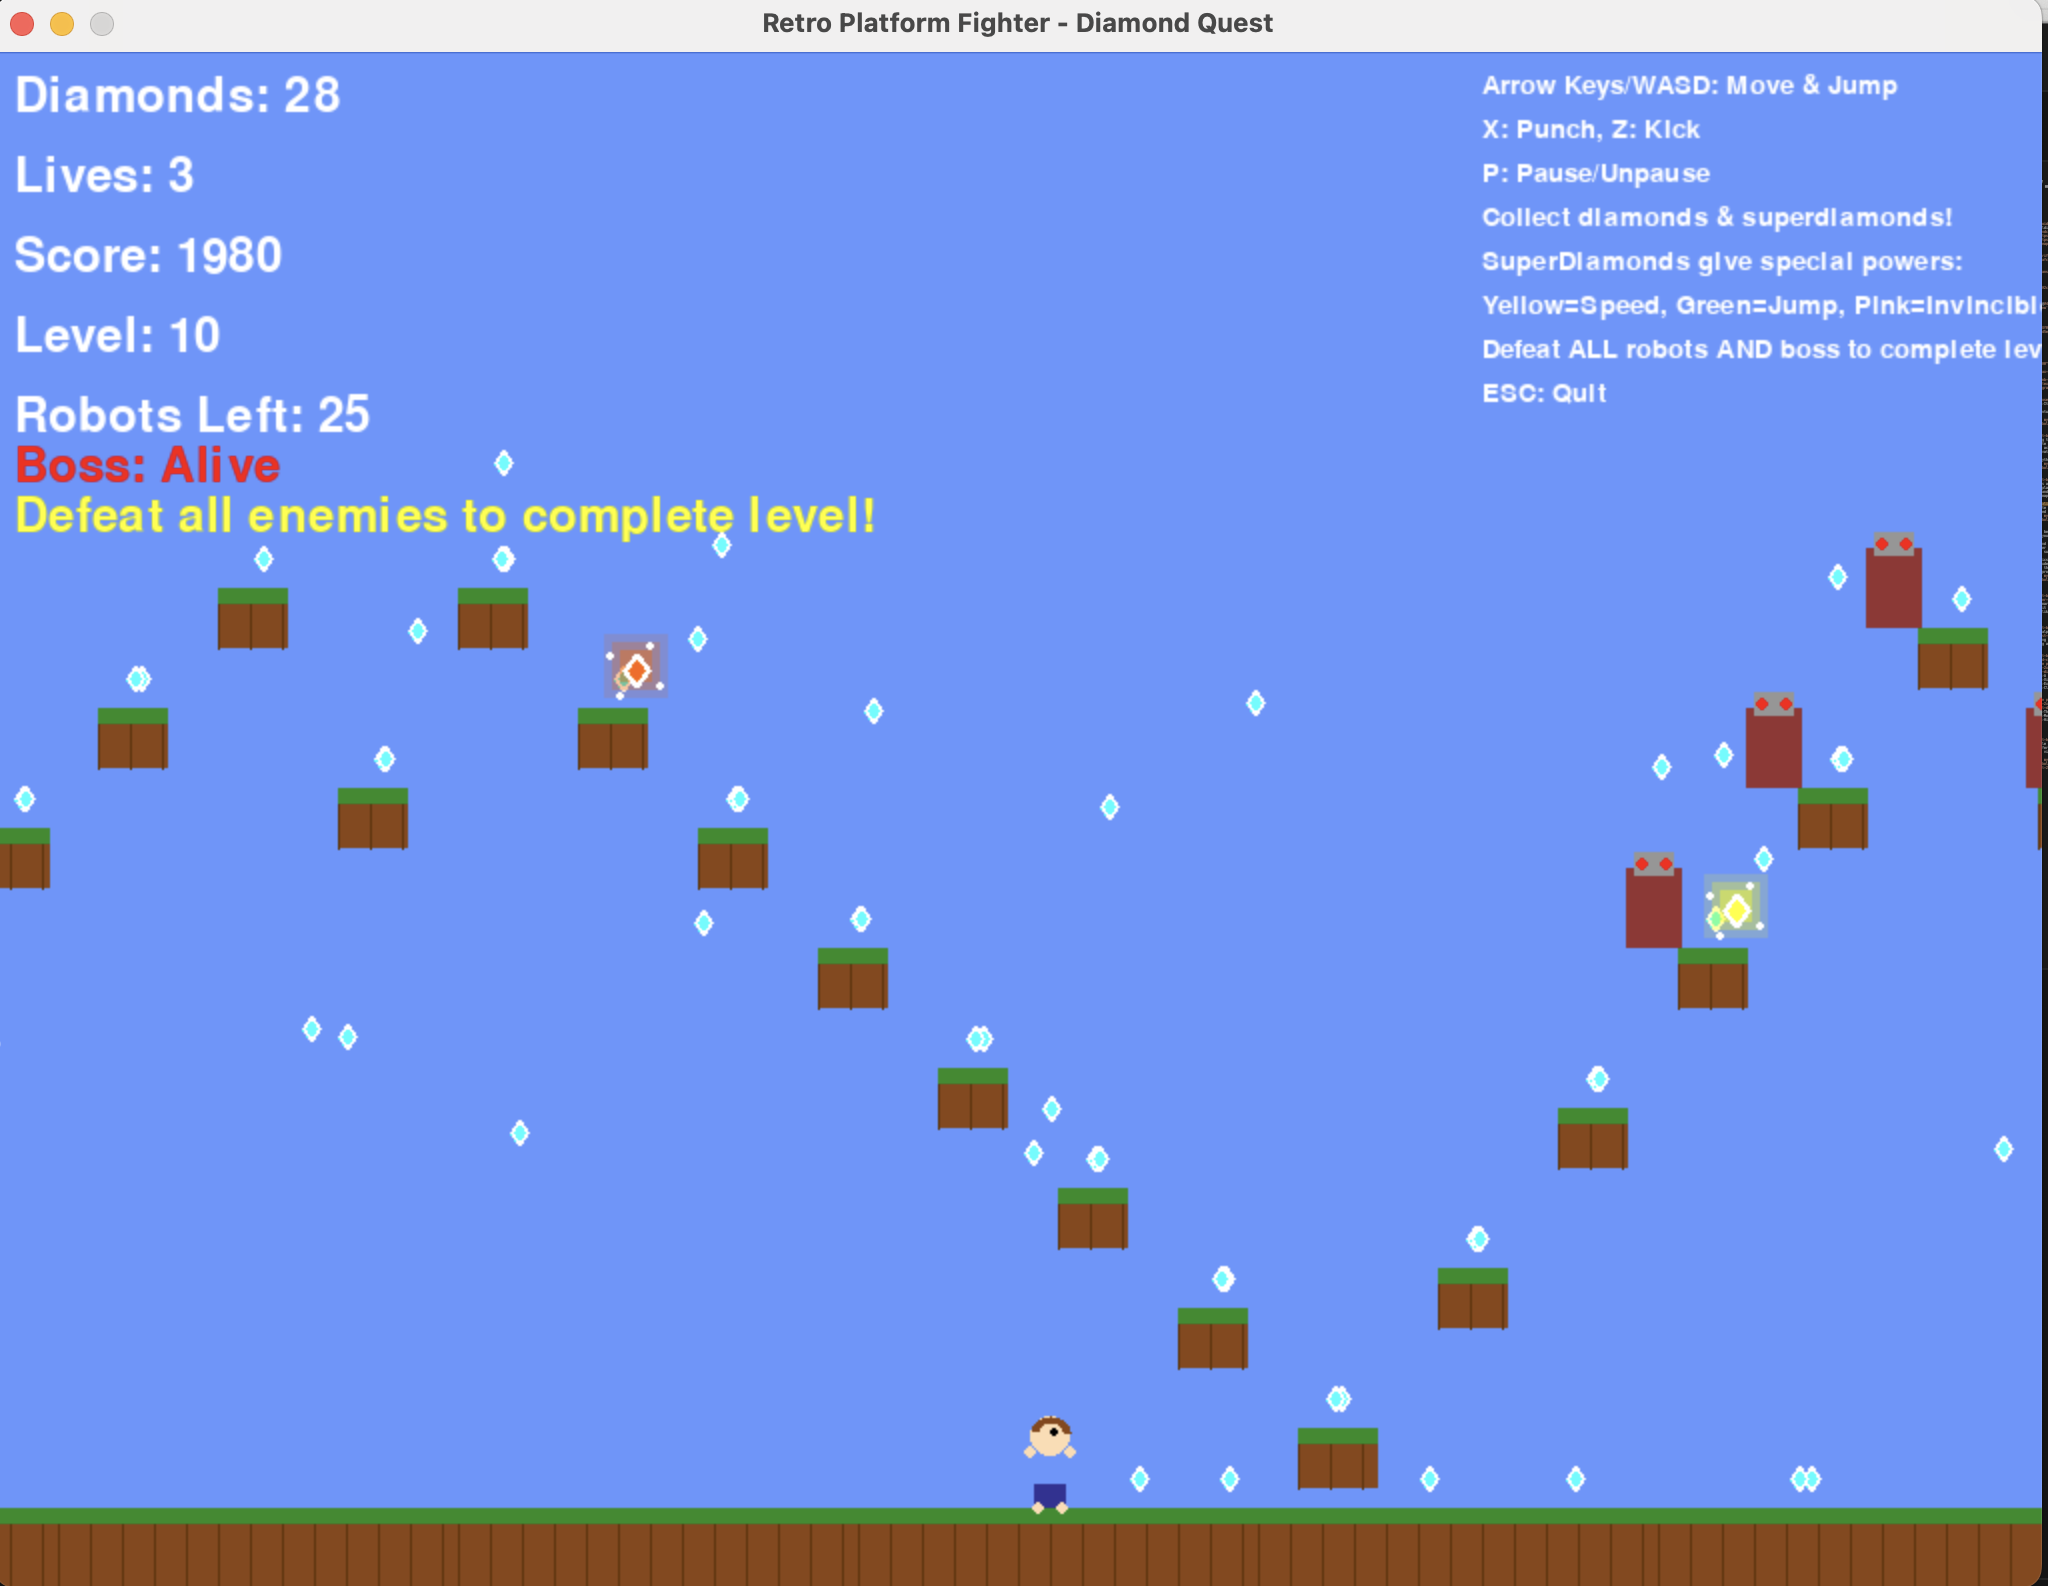 Retro Platform Fighter - Diamond Quest
Diamonds: 28
Lives: 3
Score: 1980
Level: 10
Robots Left: 25
Boss: Alive
Defeat all enemies to complete level!
Arrow Keys/WASD: Move & Jump
X: Punch, Z: Kick
P: Pause/Unpause
Collect diamonds & superdiamonds!
SuperDiamonds give special powers:
Yellow=Speed, Green=Jump, Pink=Invincibl
Defeat ALL robots AND boss to complete lev
ESC: Quit